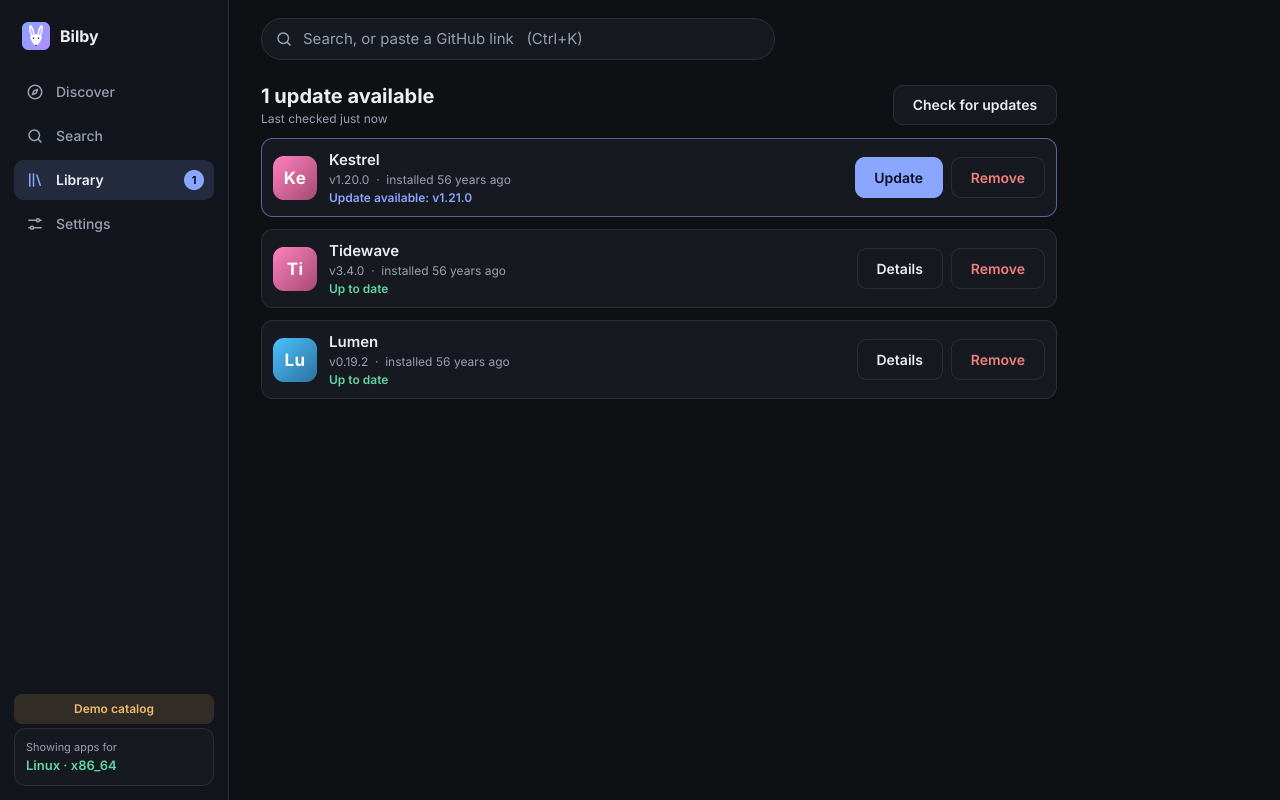 Bilby
Discover
Search
Library 1
Settings
Demo catalog
Showing apps for
Linux · x86_64
Search, or paste a GitHub link (Ctrl+K)
1 update available
Last checked just now
Check for updates
Ke
Kestrel
v1.20.0 · installed 56 years ago
Update available: v1.21.0
Update
Remove
Ti
Tidewave
v3.4.0 · installed 56 years ago
Up to date
Details
Remove
Lu
Lumen
v0.19.2 · installed 56 years ago
Up to date
Details
Remove